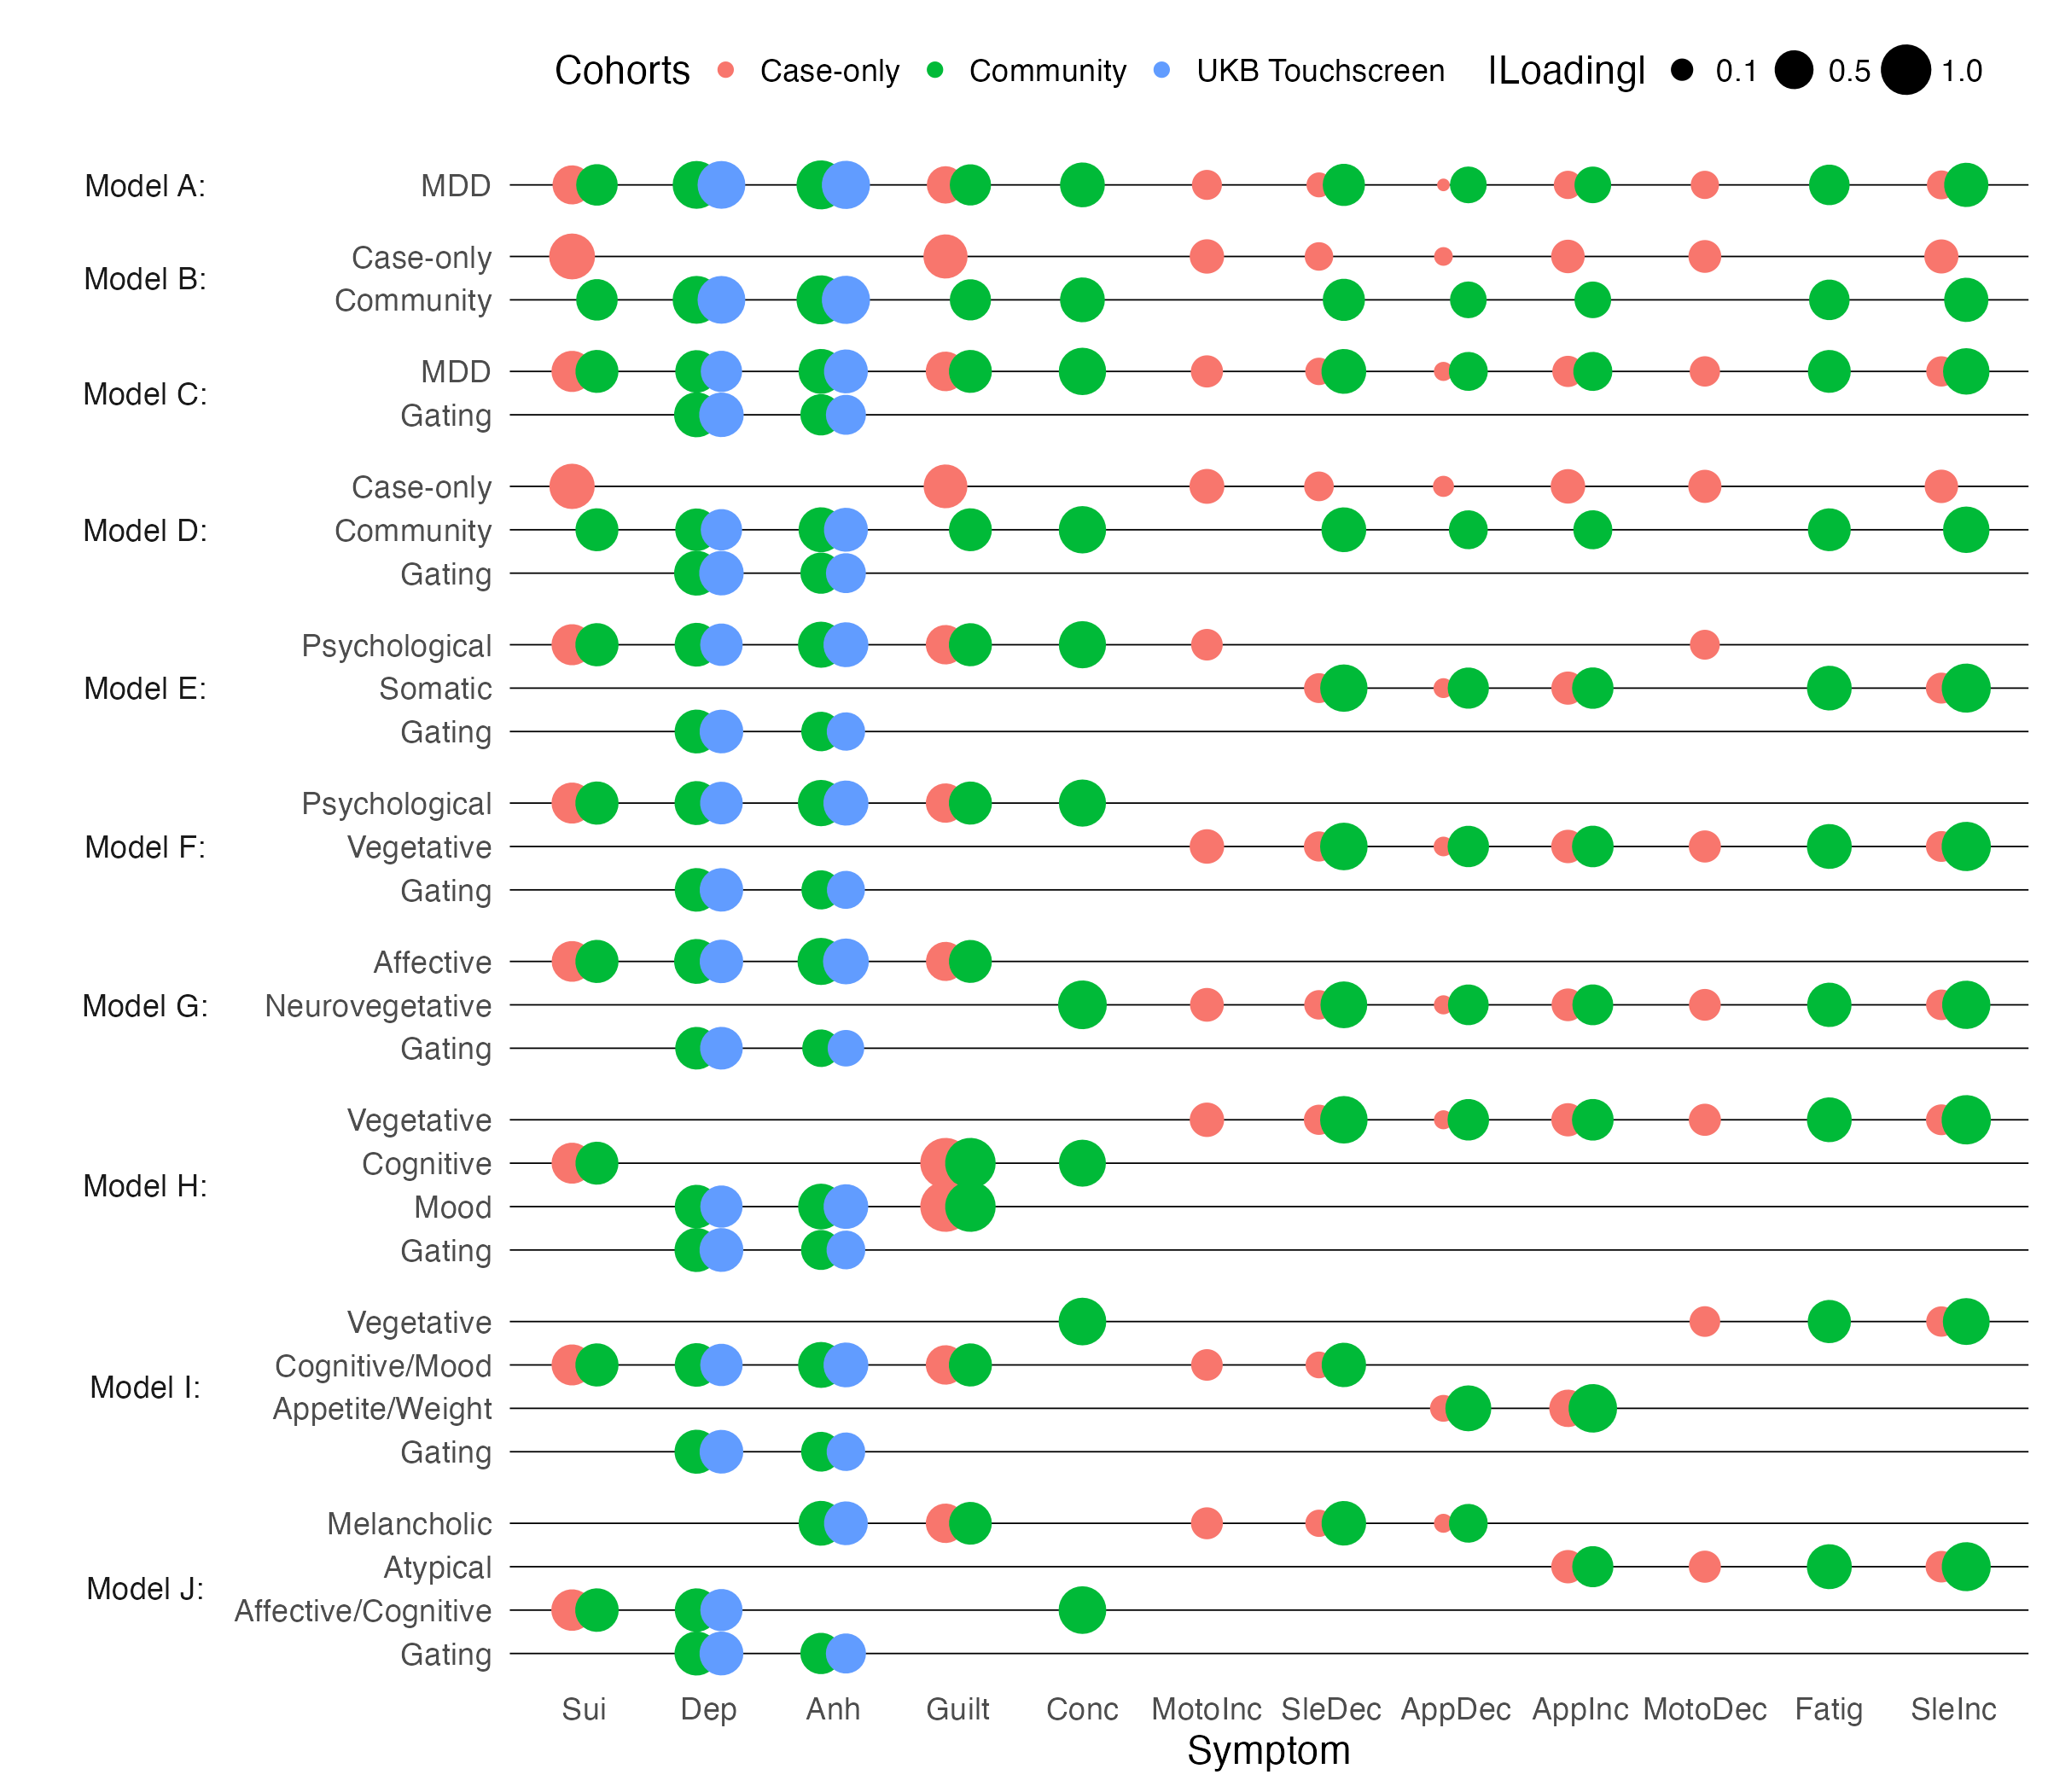 Cohorts Case-only Community UKB Touchscreen |Loading| 0.1 0.5 1.0
Model A: MDD
Model B: Case-only
Community
Model C: MDD
Gating
Model D: Case-only
Community
Gating
Model E: Psychological
Somatic
Gating
Model F: Psychological
Vegetative
Gating
Model G: Affective
Neurovegetative
Gating
Model H: Vegetative
Cognitive
Mood
Gating
Model I: Vegetative
Cognitive/Mood
Appetite/Weight
Gating
Model J: Melancholic
Atypical
Affective/Cognitive
Gating
Sui Dep Anh Guilt Conc MotoInc SleDec AppDec AppInc MotoDec Fatig SleInc
Symptom